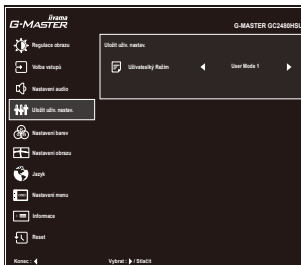 iiyama
G-MASTER
G-MASTER GC2480HSU
Regulace obrazu
Volba vstupů
Nastavení audio
Uložit uživ. nastav.
Nastavení barev
Nastavení obrazu
Jazyk
Nastavení menu
Informace
Reset
Uložit uživ. nastav.
Uživatelský Režim
User Mode 1
Konec :
Vybrat : / Stlačit